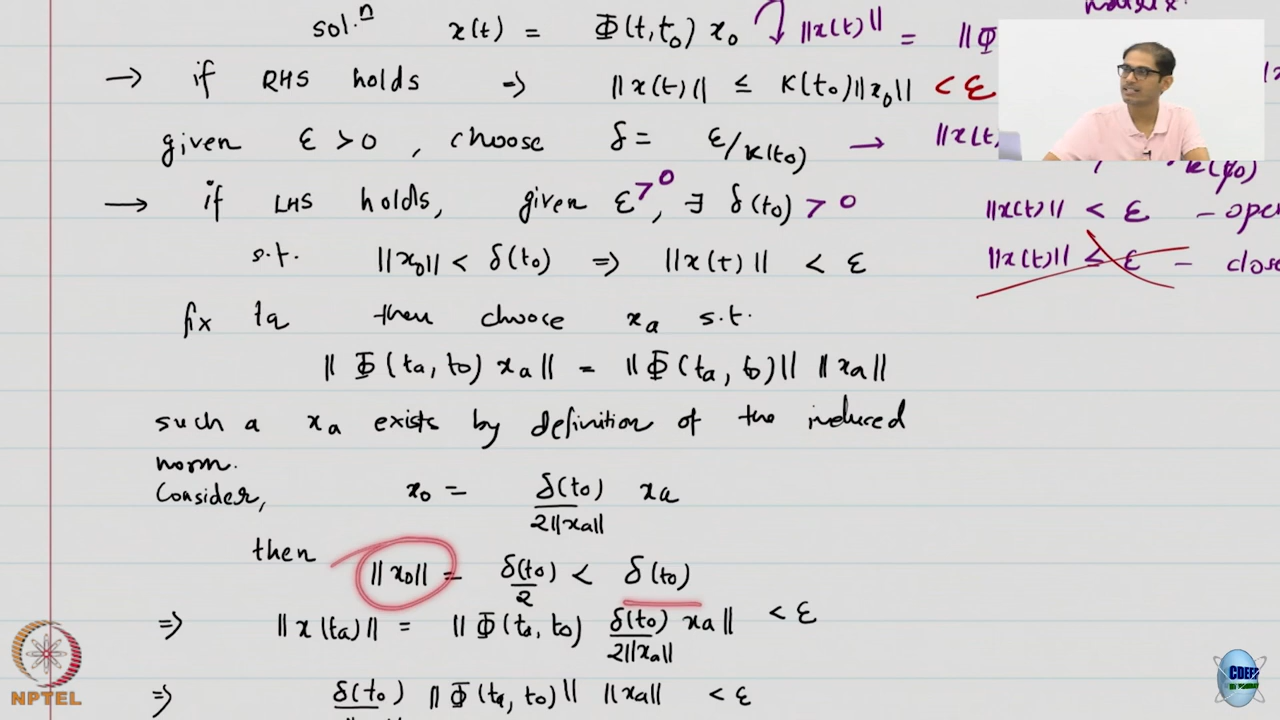 sol.ⁿ x(t) = Φ(t,t₀) x₀ ||x(t)|| = ||Φ
→ if RHS holds ⇒ ||x(t)|| ≤ K(t₀)||x₀|| < ε
given ε > 0 , choose δ = ε/K(t₀) → ||x(t)
→ if LHS holds, given ε > 0, ∃ δ(t₀) > 0
||x(t)|| < ε – open
s.t. ||x₀|| < δ(t₀) ⇒ ||x(t)|| < ε
||x(t)|| ≤ ε – close
fix ta then choose xa s.t.
||Φ(ta, t₀) xa|| = ||Φ(ta, t₀)|| ||xa||
such a xa exists by definition of the induced
norm.
Consider, x₀ = δ(t₀)/2||xa|| xa
then ||x₀|| = δ(t₀)/2 < δ(t₀)
⇒ ||x(ta)|| = ||Φ(ta, t₀) δ(t₀)/2||xa|| xa|| < ε
⇒ δ(t₀) ||Φ(ta, t₀)|| ||xa|| < ε
NPTEL
CDEEP